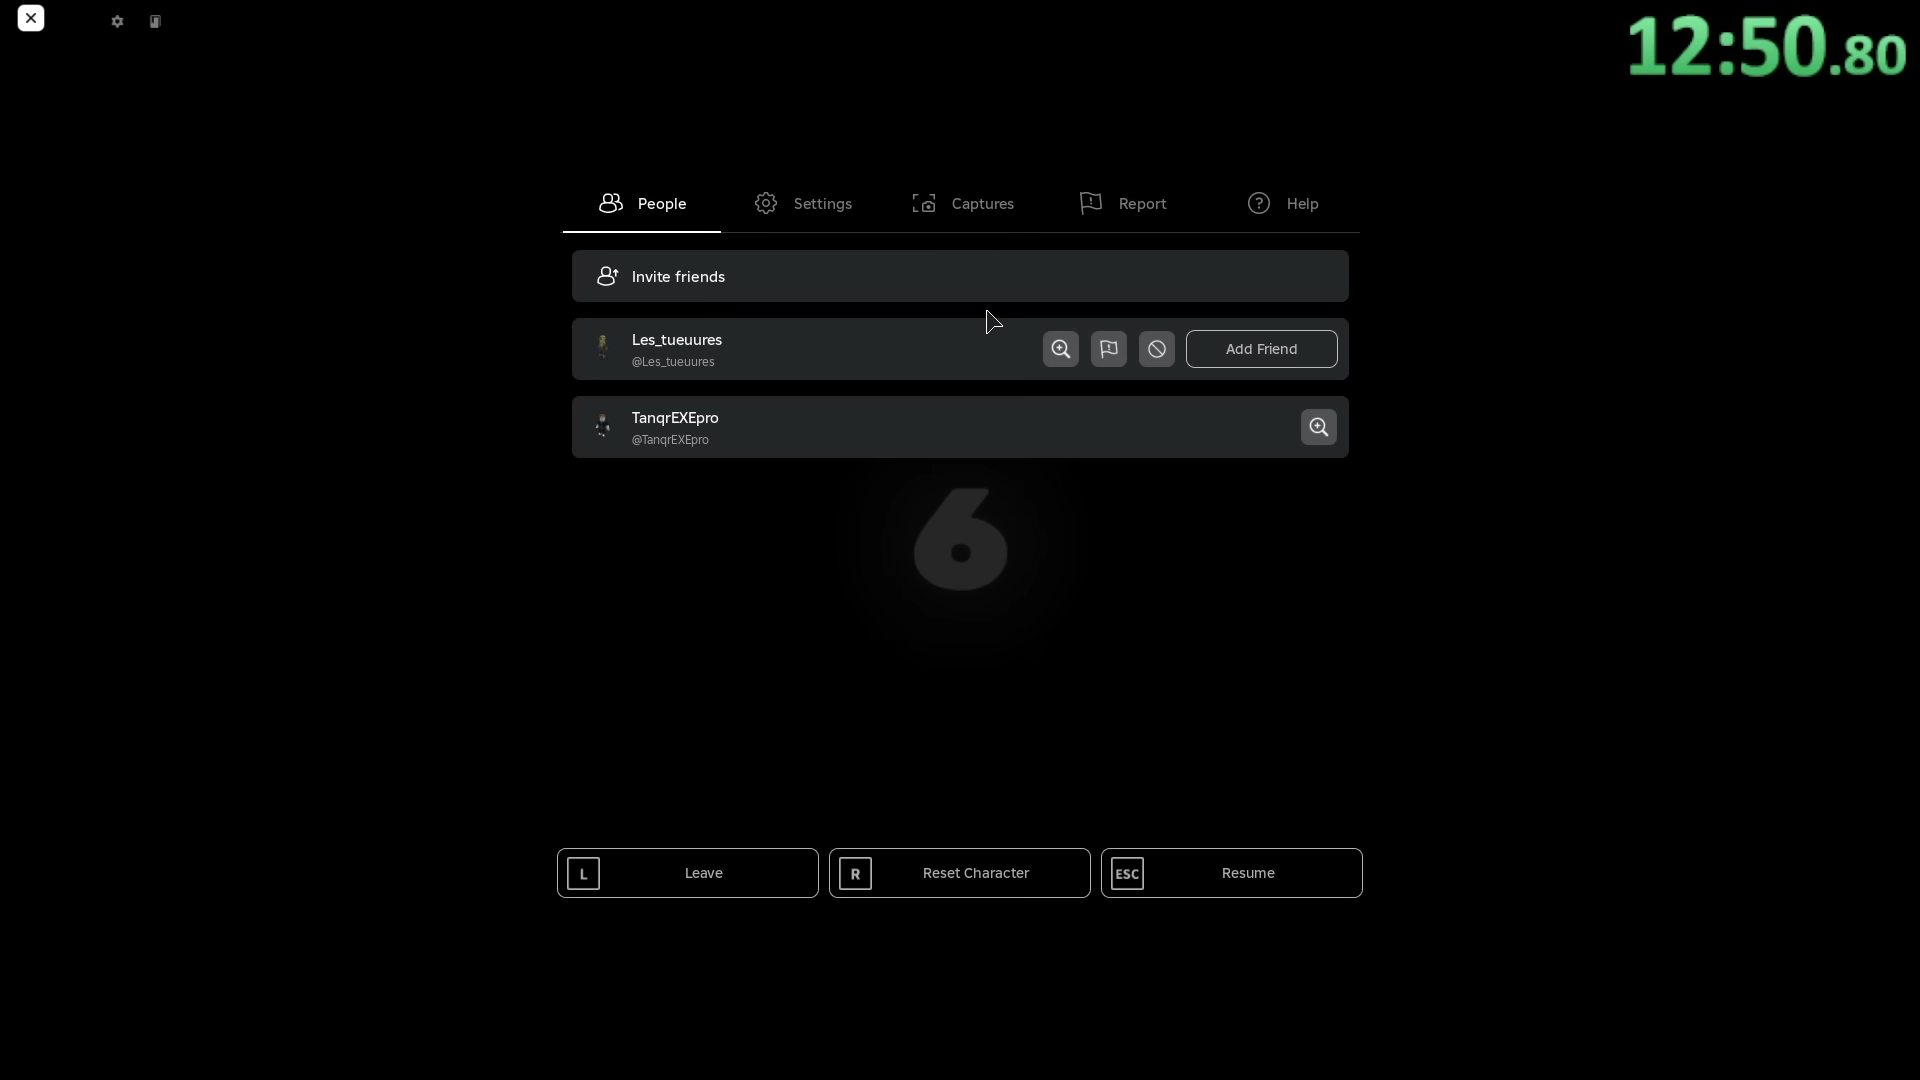 12:50.80
People
Settings
Captures
Report
Help
Invite friends
Les_tueuures
@Les_tueuures
Add Friend
TanqrEXEpro
@TanqrEXEpro
6
L Leave
R Reset Character
ESC Resume